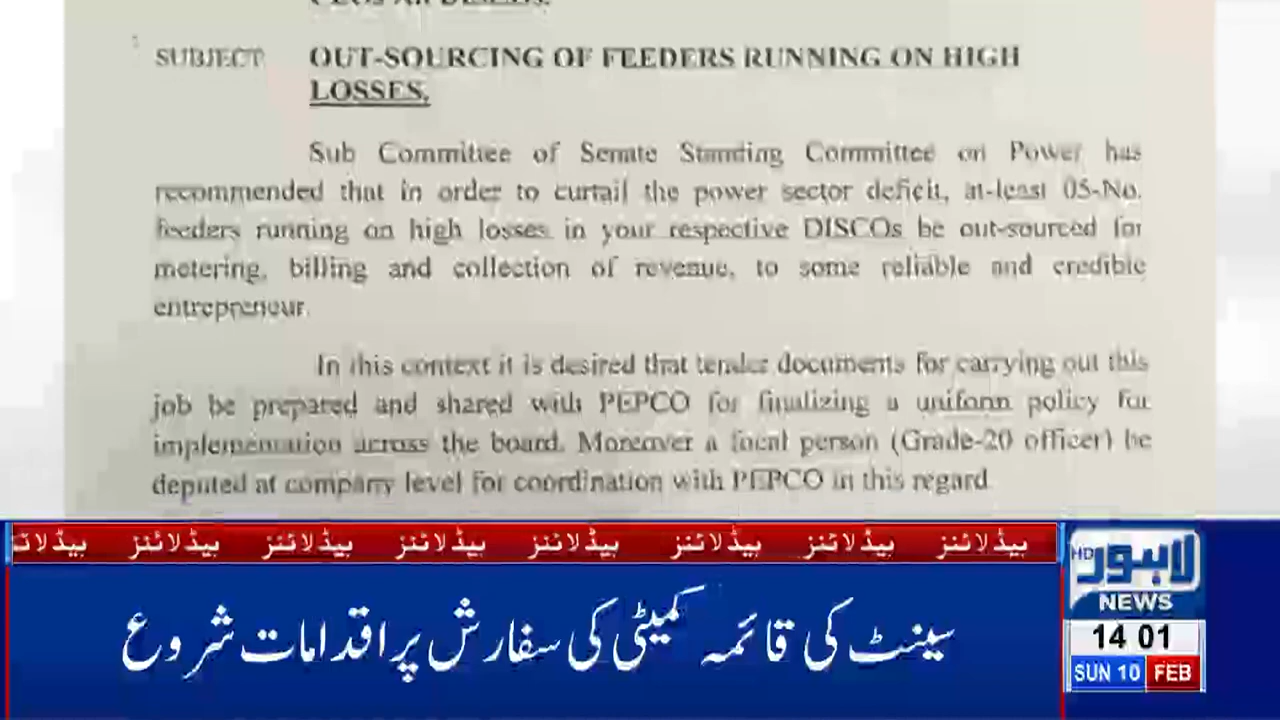 SUBJECT: OUT-SOURCING OF FEEDERS RUNNING ON HIGH
LOSSES.
Sub Committee of Senate Standing Committee on Power has
recommended that in order to curtail the power sector deficit, at-least 05-No.
feeders running on high losses in your respective DISCOs be out-sourced for
metering, billing and collection of revenue, to some reliable and credible
entrepreneur.
In this context it is desired that tender documents for carrying out this
job be prepared and shared with PEPCO for finalizing a uniform policy for
implementation across the board. Moreover a focal person (Grade-20 officer) be
deputed at company level for coordination with PEPCO in this regard
ہیڈلائنز ہیڈلائنز ہیڈلائنز ہیڈلائنز ہیڈلائنز ہیڈلائنز ہیڈلائنز ہیڈلائنز
سینٹ کی قائمہ کمیٹی کی سفارش پر اقدامات شروع
HD لاہور
NEWS
14 01
SUN 10 FEB